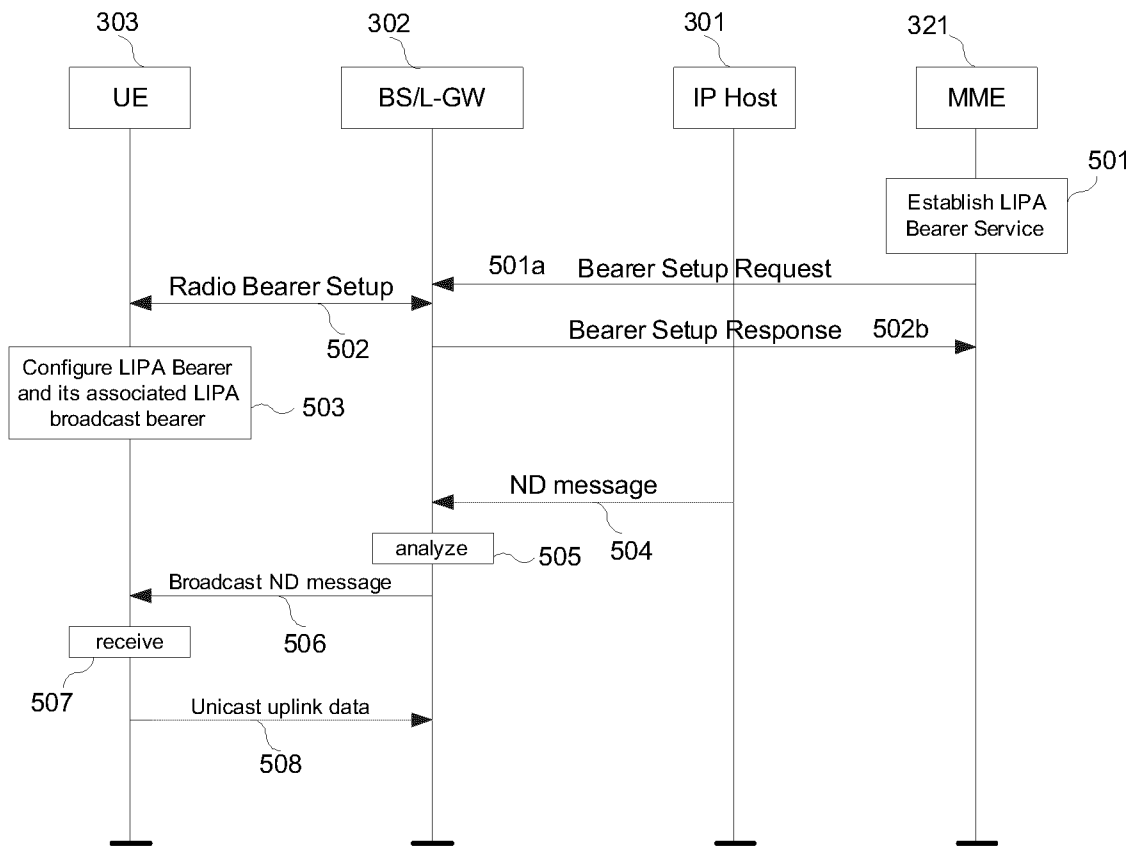 303
302
301
321
UE
BS/L-GW
IP Host
MME
501
Establish LIPA
Bearer Service
501a
Bearer Setup Request
Radio Bearer Setup
502
Bearer Setup Response
502b
Configure LIPA Bearer
and its associated LIPA
broadcast bearer
503
ND message
504
analyze
505
Broadcast ND message
506
receive
507
Unicast uplink data
508